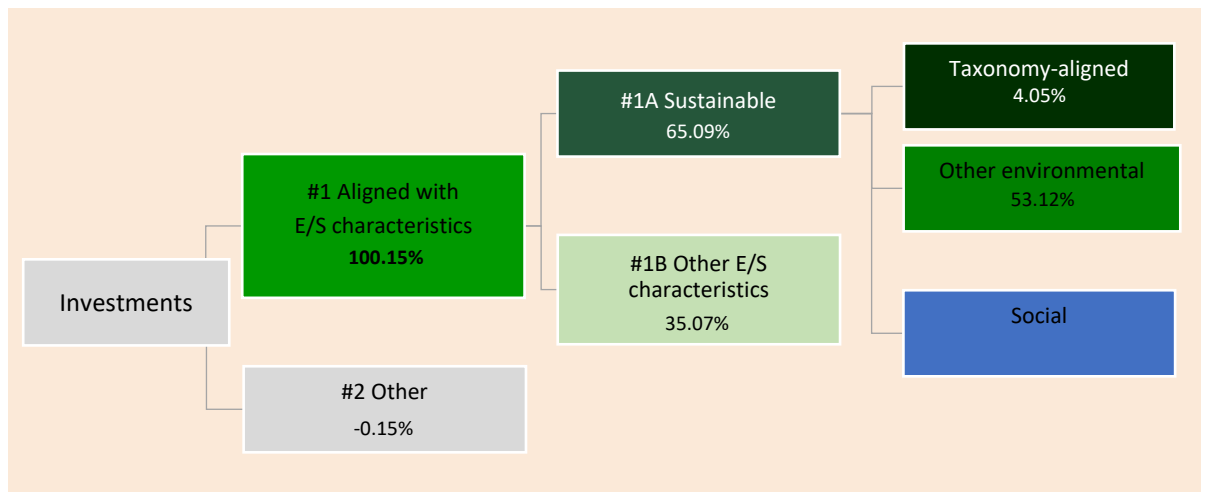 Investments
#1 Aligned with
E/S characteristics
100.15%
#2 Other
-0.15%
#1A Sustainable
65.09%
#1B Other E/S
characteristics
35.07%
Taxonomy-aligned
4.05%
Other environmental
53.12%
Social